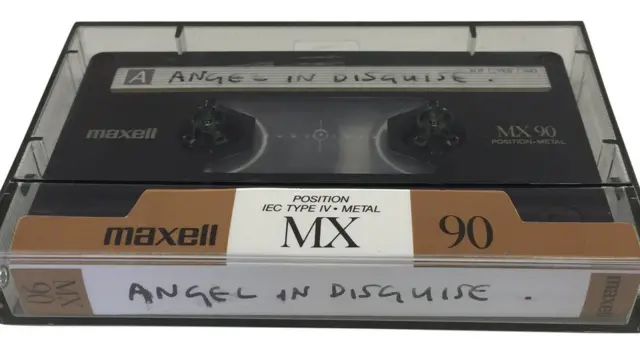 A ANGEL IN DISGUISE.
maxell
MX 90
POSITION-METAL
POSITION
IEC TYPE IV • METAL
maxell MX 90
MX 90
ANGEL IN DISGUISE.
maxell